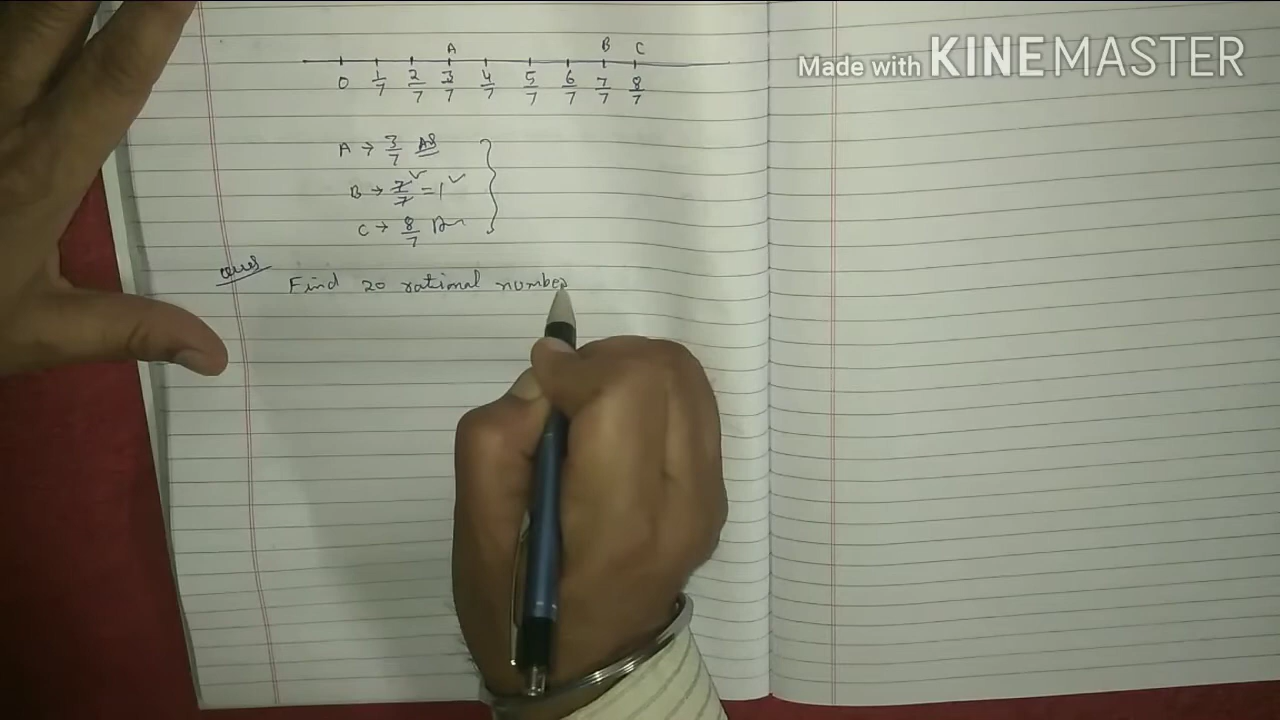 Made with KINEMASTER
A B C
0 1/7 2/7 3/7 4/7 5/7 6/7 7/7 8/7
A → 3/7
B → 7/7 = 1
C → 8/7
Ques Find 20 rational number